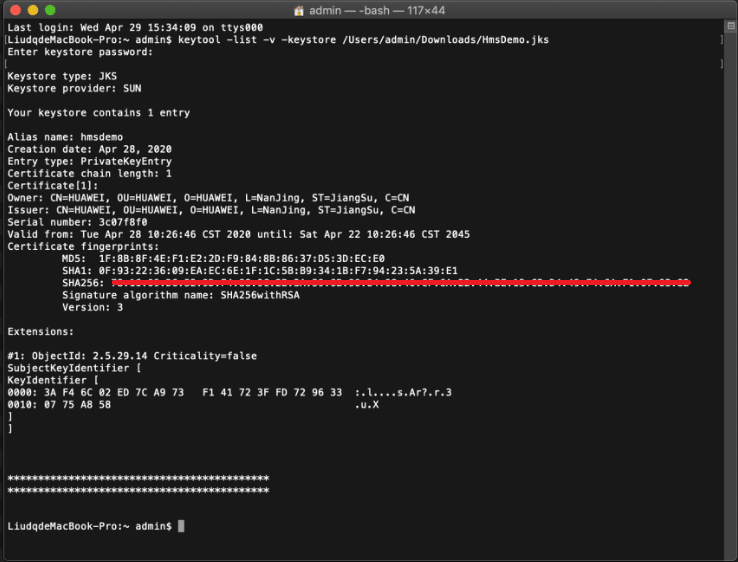 admin — -bash — 117×44
Last login: Wed Apr 29 15:34:09 on ttys000
[LiudqdeMacBook-Pro:~ admin$ keytool -list -v -keystore /Users/admin/Downloads/HmsDemo.jks ]
Enter keystore password:
[ ]
Keystore type: JKS
Keystore provider: SUN
Your keystore contains 1 entry
Alias name: hmsdemo
Creation date: Apr 28, 2020
Entry type: PrivateKeyEntry
Certificate chain length: 1
Certificate[1]:
Owner: CN=HUAWEI, OU=HUAWEI, O=HUAWEI, L=NanJing, ST=JiangSu, C=CN
Issuer: CN=HUAWEI, OU=HUAWEI, O=HUAWEI, L=NanJing, ST=JiangSu, C=CN
Serial number: 3c07f8f0
Valid from: Tue Apr 28 10:26:46 CST 2020 until: Sat Apr 22 10:26:46 CST 2045
Certificate fingerprints:
MD5: 1F:8B:8F:4E:F1:E2:2D:F9:84:8B:86:37:D5:3D:EC:E0
SHA1: 0F:93:22:36:09:EA:EC:6E:1F:1C:5B:B9:34:1B:F7:94:23:5A:39:E1
SHA256:
Signature algorithm name: SHA256withRSA
Version: 3
Extensions:
#1: ObjectId: 2.5.29.14 Criticality=false
SubjectKeyIdentifier [
KeyIdentifier [
0000: 3A F4 6C 02 ED 7C A9 73 F1 41 72 3F FD 72 96 33 :.l....s.Ar?.r.3
0010: 07 75 A8 58 .u.X
]
]
*******************************************
*******************************************
LiudqdeMacBook-Pro:~ admin$